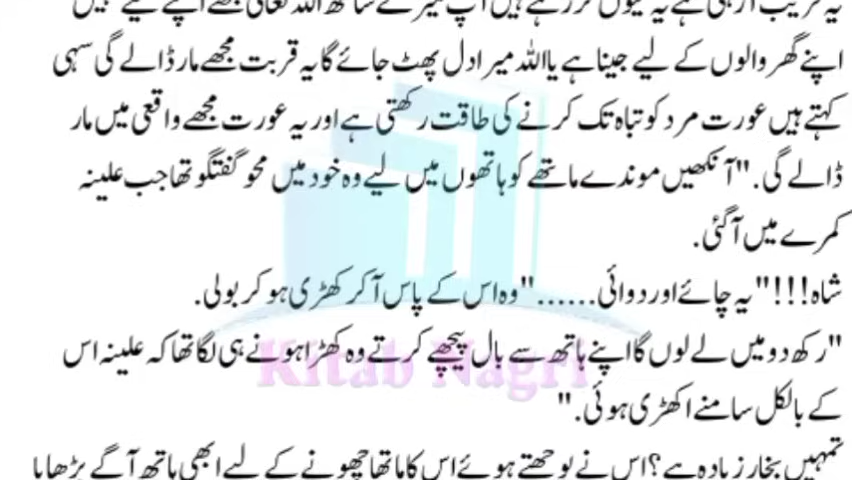 یہ قریب آ رہی ہے یہ کیوں کر رہے ہیں آپ میرے ساتھ اللہ تعالیٰ مجھے اپنے لیے نہیں
اپنے گھر والوں کے لیے جینا ہے یا اللہ میرا دل پھٹ جائے گا یہ قربت مجھے مار ڈالے گی سہی
کہتے ہیں عورت مرد کو تباہ تک کرنے کی طاقت رکھتی ہے اور یہ عورت مجھے واقعی میں مار
ڈالے گی. "آنکھیں موندے ماتھے کو ہاتھوں میں لیے وہ خود میں محو گفتگو تھا جب علینہ
کمرے میں آ گئی.
شاہ!!!" یہ چائے اور دوائی......"وہ اس کے پاس آ کر کھڑی ہو کر بولی.
"رکھ دو میں لے لوں گا اپنے ہاتھ سے بال پیچھے کرتے وہ کھڑا ہونے ہی لگا تھا کہ علینہ اس
کے بالکل سامنے ا کھڑی ہوئی."
تمہیں بخار زیادہ ہے؟ اس نے پوچھتے ہوئے اس کا ماتھا چھونے کے لیے ابھی ہاتھ آگے بڑھایا
Kitab Nagri